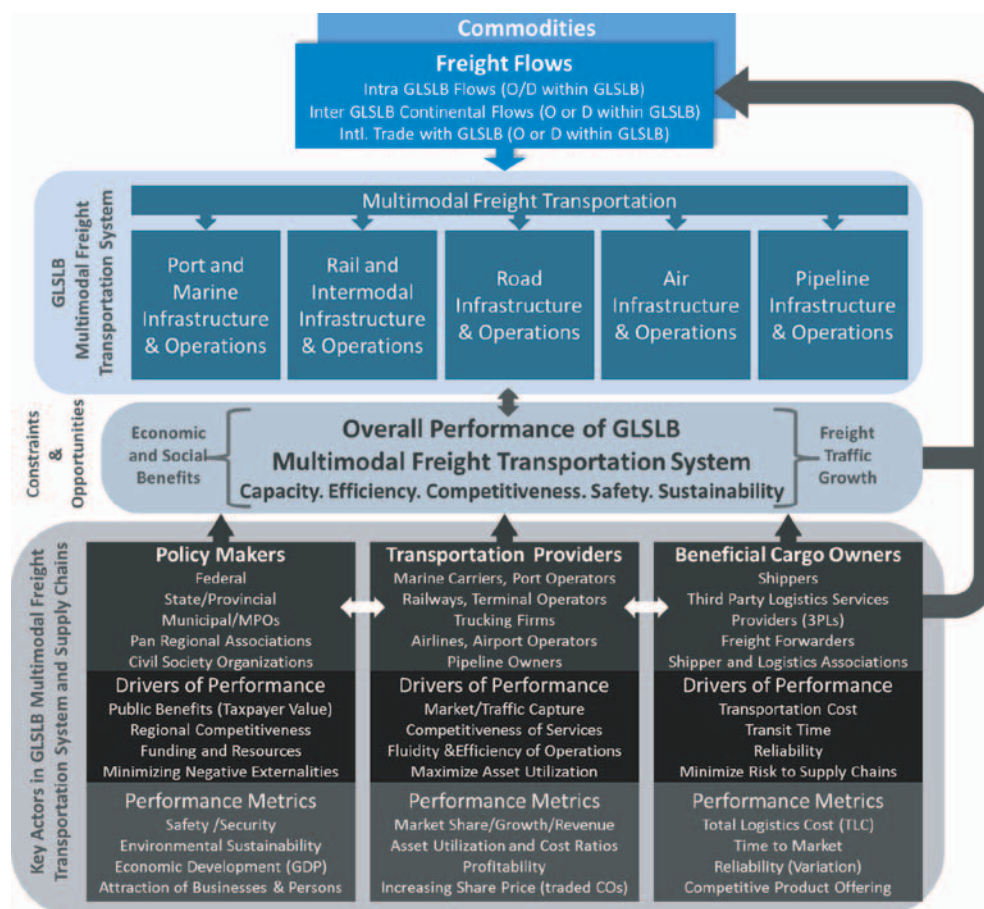 Commodities
Freight Flows
Intra GLSLB Flows (O/D within GLSLB)
Inter GLSLB Continental Flows (O or D within GLSLB)
Intl. Trade with GLSLB (O or D within GLSLB)
GLSLB
Multimodal Freight
Transportation System
Multimodal Freight Transportation
Port and
Marine
Infrastructure
& Operations
Rail and
Intermodal
Infrastructure
& Operations
Road
Infrastructure
& Operations
Air
Infrastructure
& Operations
Pipeline
Infrastructure
& Operations
Constraints
&
Opportunities
Economic
and Social
Benefits
Overall Performance of GLSLB
Multimodal Freight Transportation System
Capacity. Efficiency. Competitiveness. Safety. Sustainability
Freight
Traffic
Growth
Key Actors in GLSLB Multimodal Freight
Transportation System and Supply Chains
Policy Makers
Federal
State/Provincial
Municipal/MPOs
Pan Regional Associations
Civil Society Organizations
Drivers of Performance
Public Benefits (Taxpayer Value)
Regional Competitiveness
Funding and Resources
Minimizing Negative Externalities
Performance Metrics
Safety /Security
Environmental Sustainability
Economic Development (GDP)
Attraction of Businesses & Persons
Transportation Providers
Marine Carriers, Port Operators
Railways, Terminal Operators
Trucking Firms
Airlines, Airport Operators
Pipeline Owners
Drivers of Performance
Market/Traffic Capture
Competitiveness of Services
Fluidity &Efficiency of Operations
Maximize Asset Utilization
Performance Metrics
Market Share/Growth/Revenue
Asset Utilization and Cost Ratios
Profitability
Increasing Share Price (traded COs)
Beneficial Cargo Owners
Shippers
Third Party Logistics Services
Providers (3PLs)
Freight Forwarders
Shipper and Logistics Associations
Drivers of Performance
Transportation Cost
Transit Time
Reliability
Minimize Risk to Supply Chains
Performance Metrics
Total Logistics Cost (TLC)
Time to Market
Reliability (Variation)
Competitive Product Offering